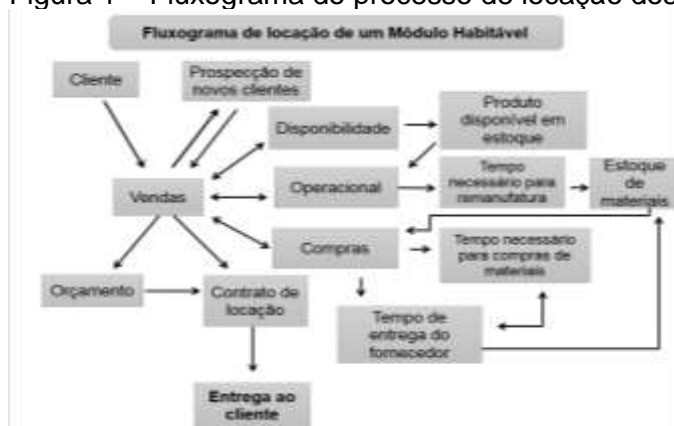 Figura 1 – Fluxograma do processo de locação dos
Fluxograma de locação de um Módulo Habitável
Cliente
Prospecção de
novos clientes
Disponibilidade
Produto
disponível em
estoque
Vendas
Operacional
Tempo
necessário para
remanufatura
Estoque
de
materiais
Compras
Tempo necessário
para compras de
materiais
Orçamento
Contrato de
locação
Tempo de
entrega do
fornecedor
Entrega ao
cliente